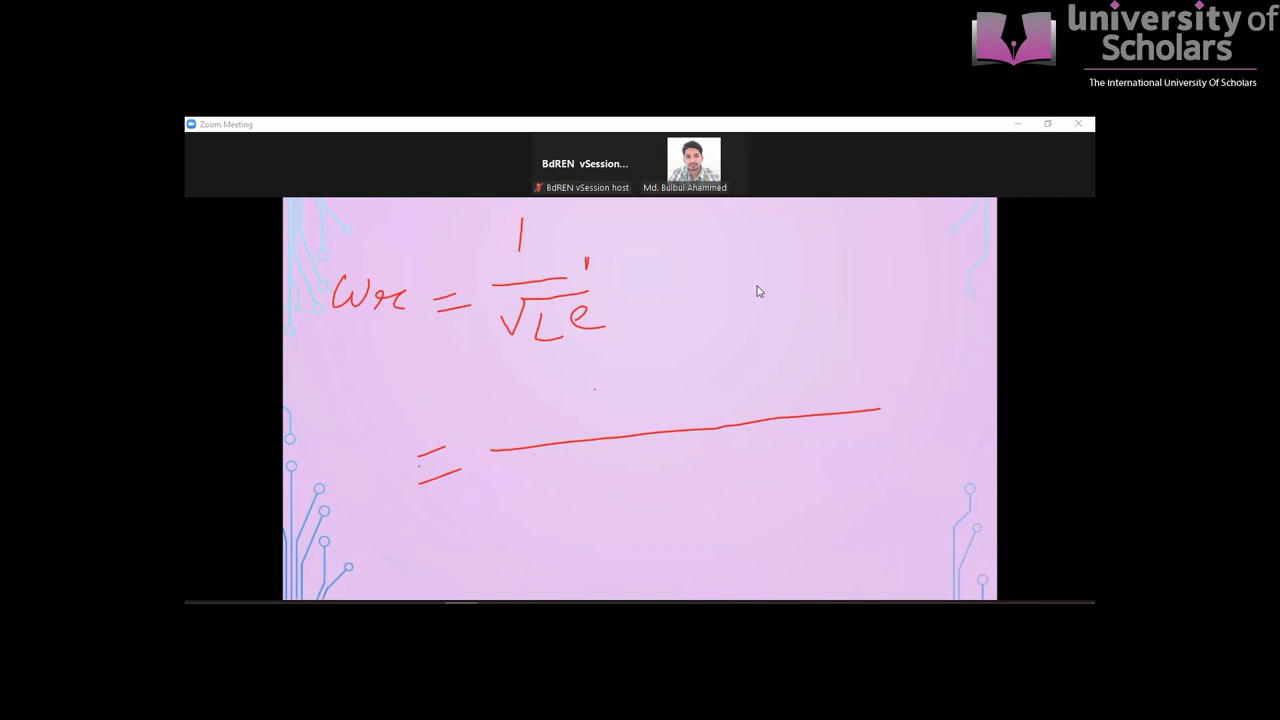 University of
Scholars
The International University Of Scholars
Zoom Meeting
BdREN vSession...
BdREN vSession host
Md. Bulbul Ahammed
ωr = 1/√LC
=